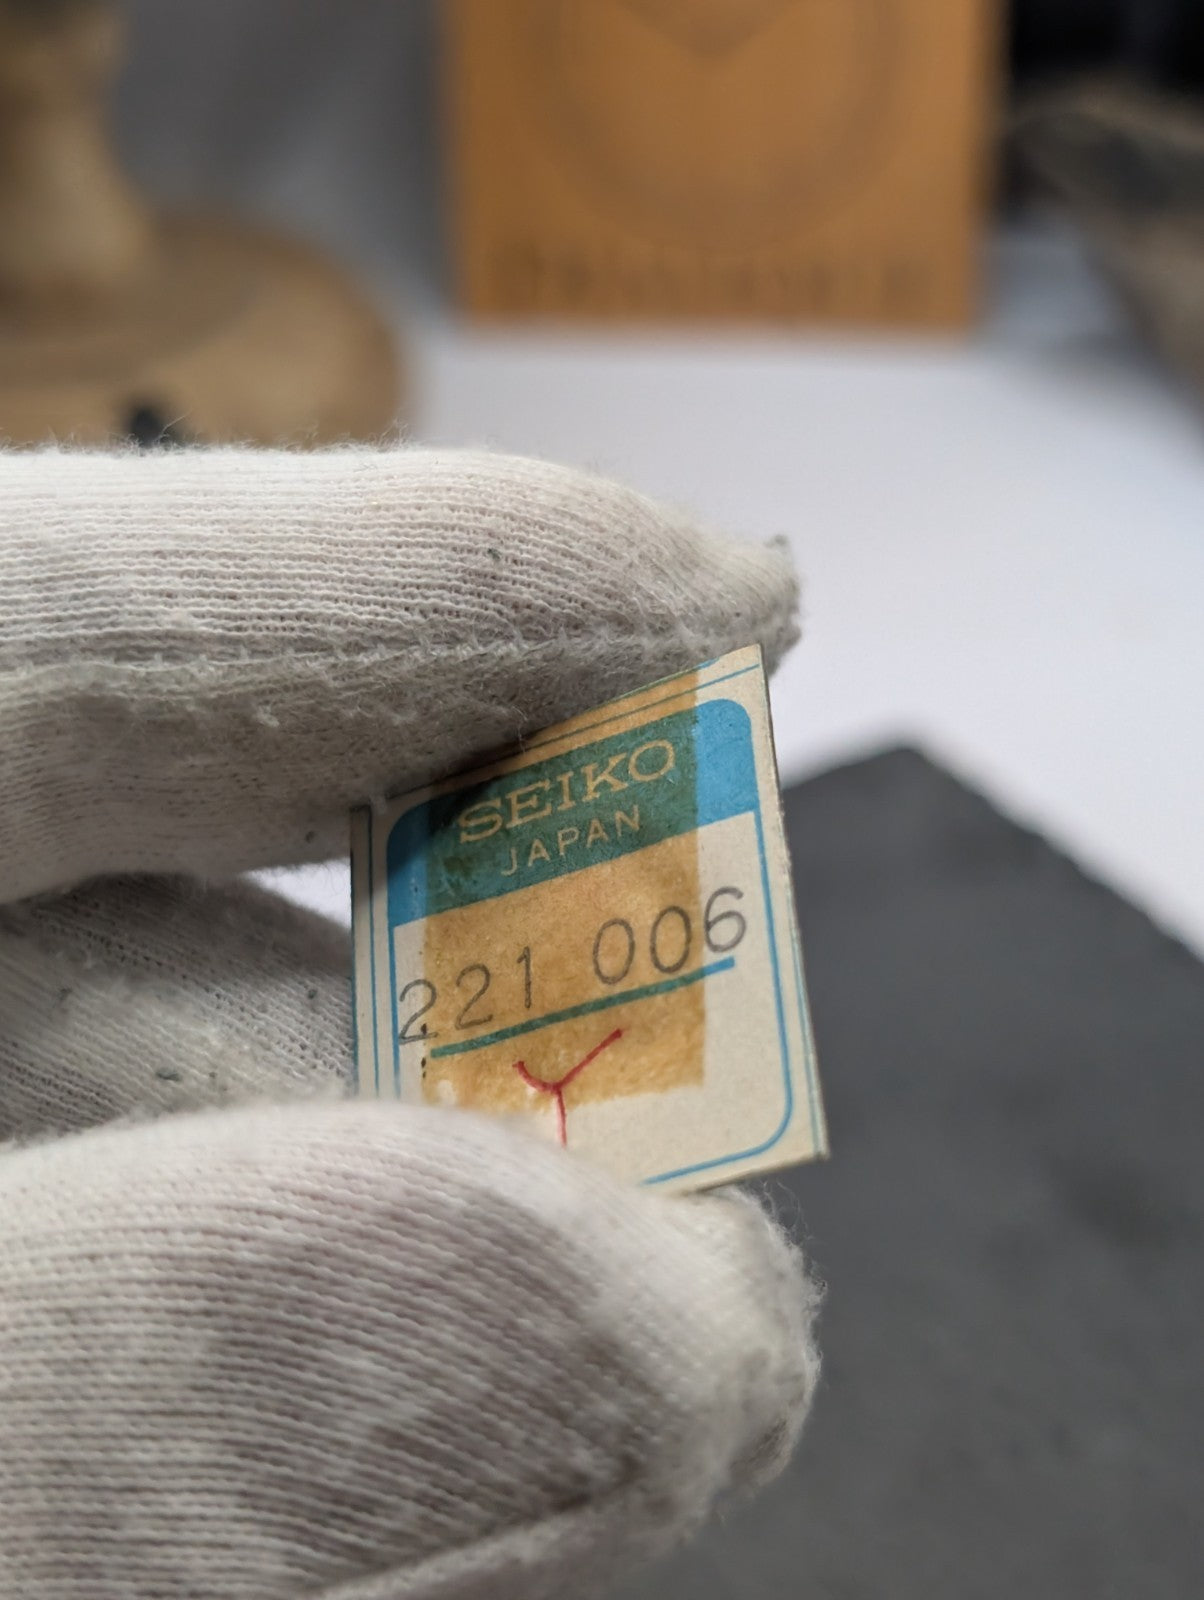 SEIKO
JAPAN
221 006
Y